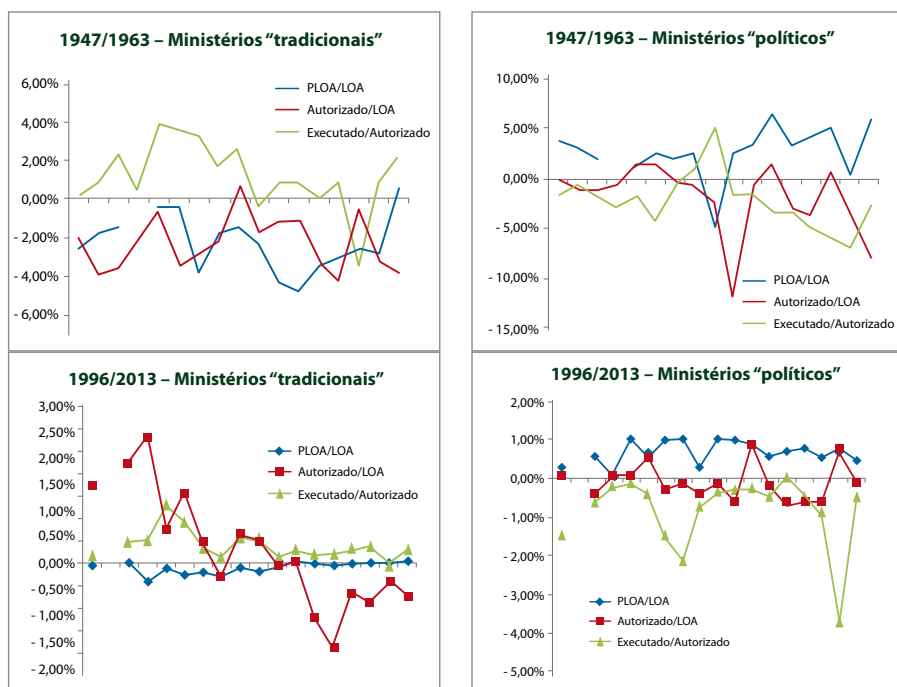 1947/1963 – Ministérios “tradicionais”
6,00%
4,00%
2,00%
0,00%
- 2,00%
- 4,00%
- 6,00%
PLOA/LOA
Autorizado/LOA
Executado/Autorizado
1947/1963 – Ministérios “políticos”
10,00%
5,00%
0,00%
- 5,00%
- 10,00%
- 15,00%
PLOA/LOA
Autorizado/LOA
Executado/Autorizado
1996/2013 – Ministérios “tradicionais”
3,00%
2,50%
2,00%
1,50%
1,00%
0,50%
0,00%
- 0,50%
- 1,00%
- 1,50%
- 2,00%
PLOA/LOA
Autorizado/LOA
Executado/Autorizado
1996/2013 – Ministérios “políticos”
2,00%
1,00%
0,00%
- 1,00%
- 2,00%
- 3,00%
- 4,00%
- 5,00%
PLOA/LOA
Autorizado/LOA
Executado/Autorizado